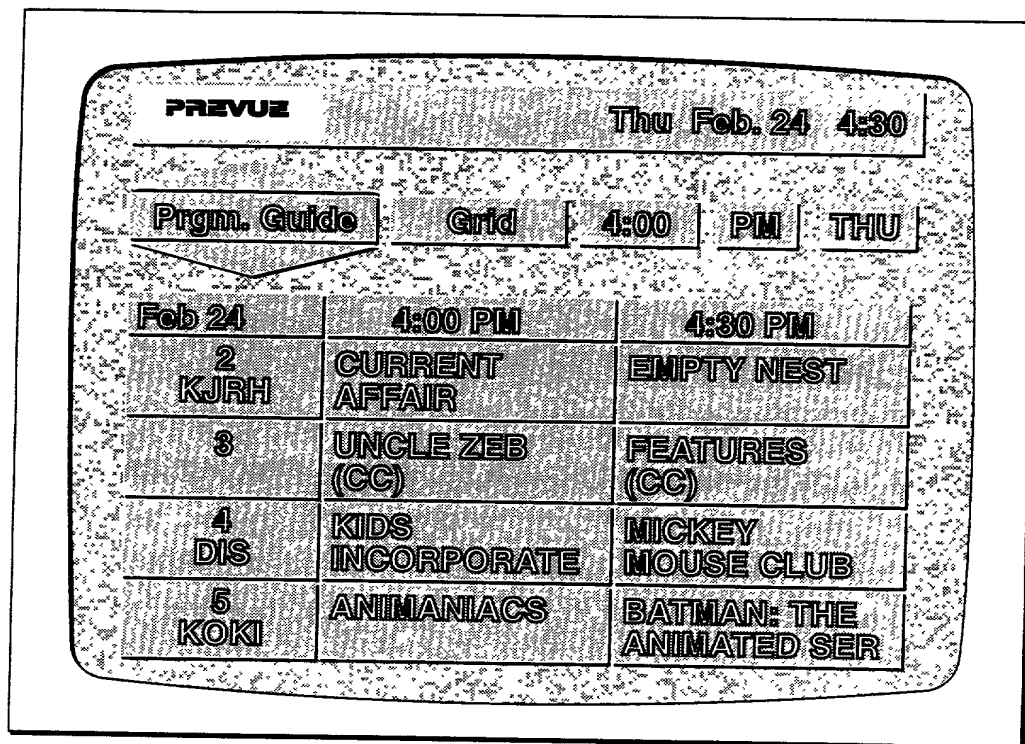 PREVUE
Thu Feb. 24 4:30
Prgm. Guide Grid 4:00 PM THU
Feb 24 4:00 PM 4:30 PM
2
KJRH
CURRENT
AFFAIR
EMPTY NEST
3
UNCLE ZEB
(CC)
FEATURES
(CC)
4
DIS
KIDS
INCORPORATE
MICKEY
MOUSE CLUB
5
KOKI
ANIMANIACS
BATMAN: THE
ANIMATED SER